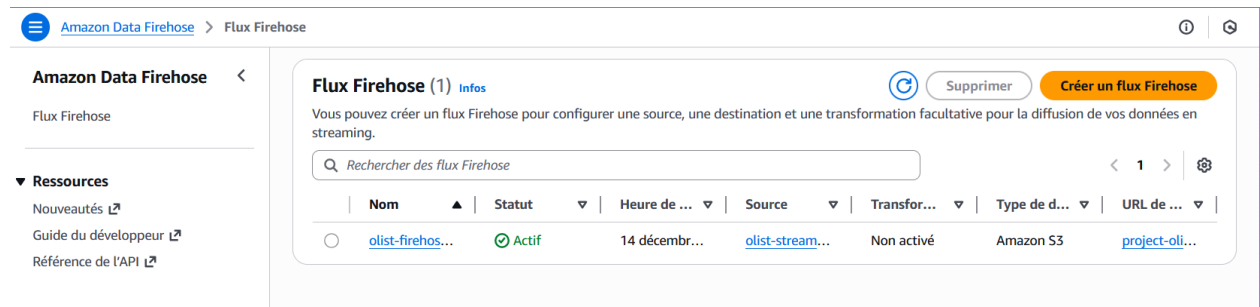 Amazon Data Firehose > Flux Firehose
Amazon Data Firehose
Flux Firehose
Ressources
Nouveautés
Guide du développeur
Référence de l'API
Flux Firehose (1) Infos
Supprimer
Créer un flux Firehose
Vous pouvez créer un flux Firehose pour configurer une source, une destination et une transformation facultative pour la diffusion de vos données en
streaming.
Rechercher des flux Firehose
< 1 >
Nom Statut Heure de ... Source Transfor... Type de d... URL de ...
olist-firehos... Actif 14 décembr... olist-stream... Non activé Amazon S3 project-oli...